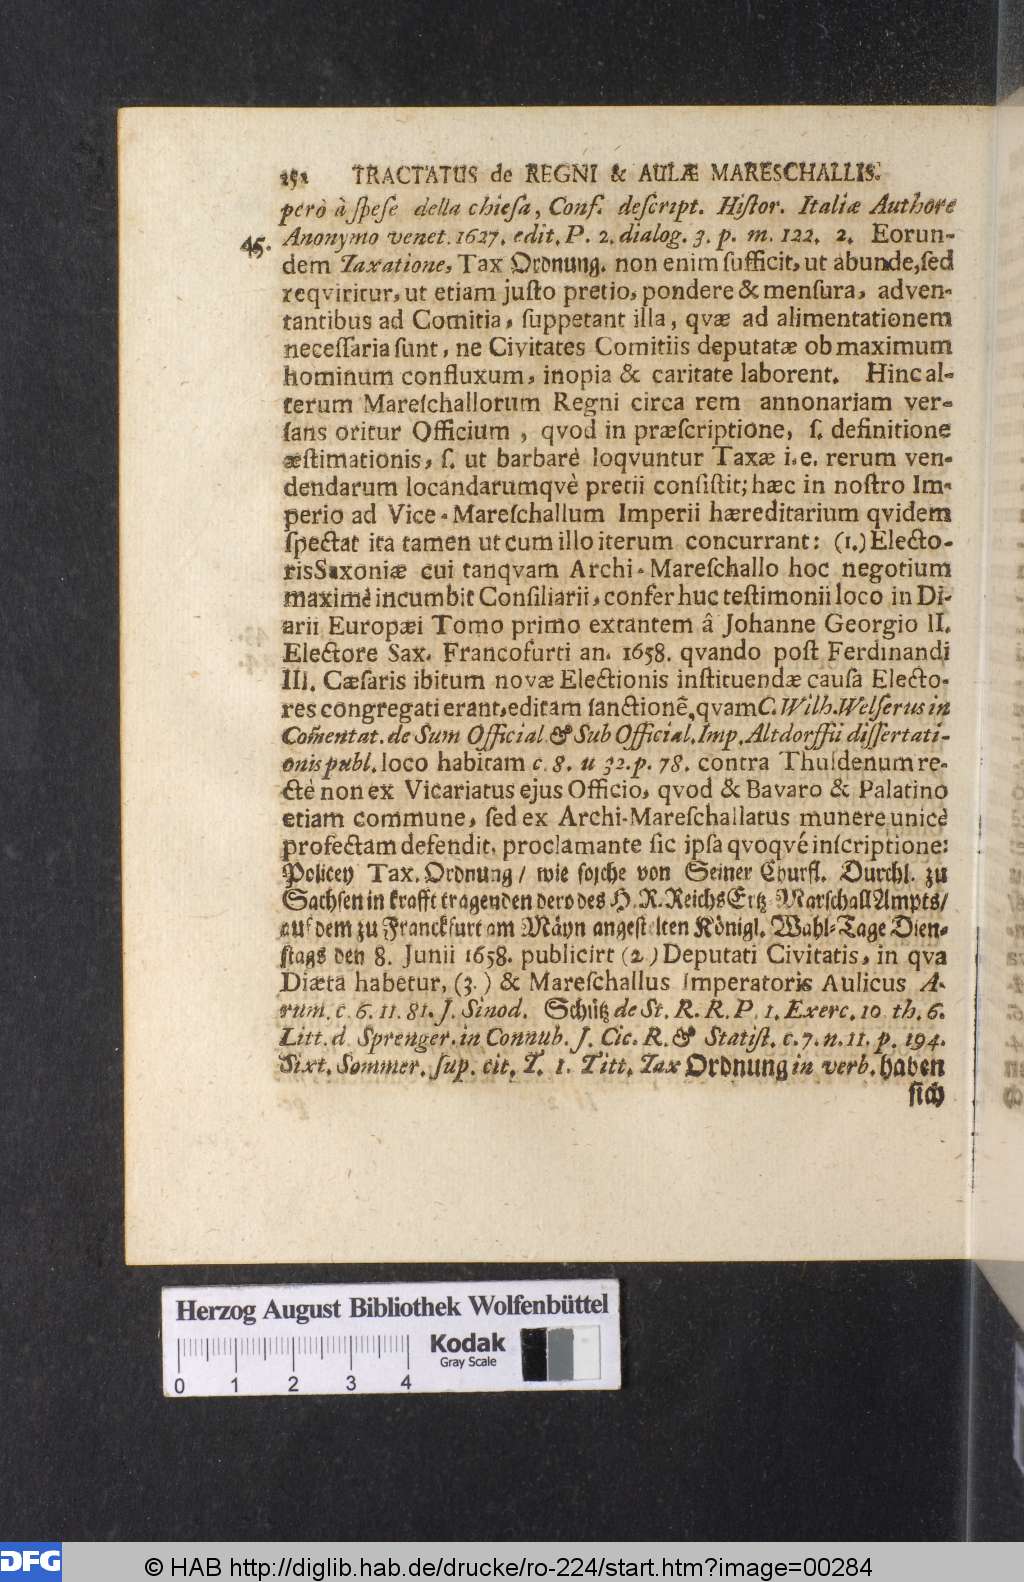 252 TRACTATUS de REGNI & AULÆ MARESCHALLIS.
però à ſpeſe della chieſa, Conf. deſcript. Hiſtor. Italiæ Authore
45. Anonymo venet. 1627. edit. P. 2. dialog. 3. p. m. 122. 2. Eorun-
dem Taxatione, Tax Ordnung. non enim ſufficit, ut abunde, ſed
reqviritur, ut etiam juſto pretio, pondere & menſura, adven-
tantibus ad Comitia, ſuppetant illa, qvæ ad alimentationem
neceſſaria ſunt, ne Civitates Comitiis deputatæ ob maximum
hominum confluxum, inopia & caritate laborent. Hinc al-
terum Mareſchallorum Regni circa rem annonariam ver-
ſans oritur Officium, qvod in præſcriptione, ſ. definitione
æſtimationis, ſ. ut barbarè loqvuntur Taxæ i.e. rerum ven-
dendarum locandarumqvè pretii conſiſtit; hæc in noſtro Im-
perio ad Vice-Mareſchallum Imperii hæreditarium qvidem
ſpectat ita tamen ut cum illo iterum concurrant: (1.) Electo-
ris Saxoniæ cui tanqvam Archi-Mareſchallo hoc negotium
maximè incumbit Conſiliarii, confer huc teſtimonii loco in Di-
arii Europæi Tomo primo extantem â Johanne Georgio II.
Electore Sax. Francofurti an. 1658. qvando poſt Ferdinandi
III. Cæſaris ibitum novæ Electionis inſtituendæ cauſa Electo-
res congregati erant, editam ſanctionē, qvam C. Wilh. Welſerus in
Com̄entat. de Sum Official & Sub Official. Imp. Altdorffii diſſertati-
onis publ. loco habitam c. 8. u 32. p. 78. contra Thuldenum re-
ctè non ex Vicariatus ejus Officio, qvod & Bavaro & Palatino
etiam commune, ſed ex Archi-Mareſchallatus munere unicè
profectam defendit, proclamante ſic ipſa qvoqvé inſcriptione:
Policey Tax. Ordnung / wie ſolche von Seiner Churfl. Durchl. zu
Sachſen in krafft tragenden dero des H. R. Reichs Ertz-Marſchall Ampts/
auf dem zu Franckfurt am Mäyn angeſtelten Königl. Wahl-Tage Dien-
ſtags den 8. Junii 1658. publicirt (2.) Deputati Civitatis, in qva
Diæta habetur, (3.) & Mareſchallus Imperatoris Aulicus A-
rum. c. 6. 11. 81. J. Sinod. Schütz de St. R. R. P. 1. Exerc. 10 th. 6.
Litt. d Sprenger. in Connub. J. Cic. R. & Statiſt. c. 7. n. 11. p. 194.
Sixt. Sommer. ſup. cit. T. 1. Titt. Tax Ordnung in verb. haben
ſich
Herzog August Bibliothek Wolfenbüttel
Kodak
Gray Scale
0 1 2 3 4
DFG © HAB http://diglib.hab.de/drucke/ro-224/start.htm?image=00284